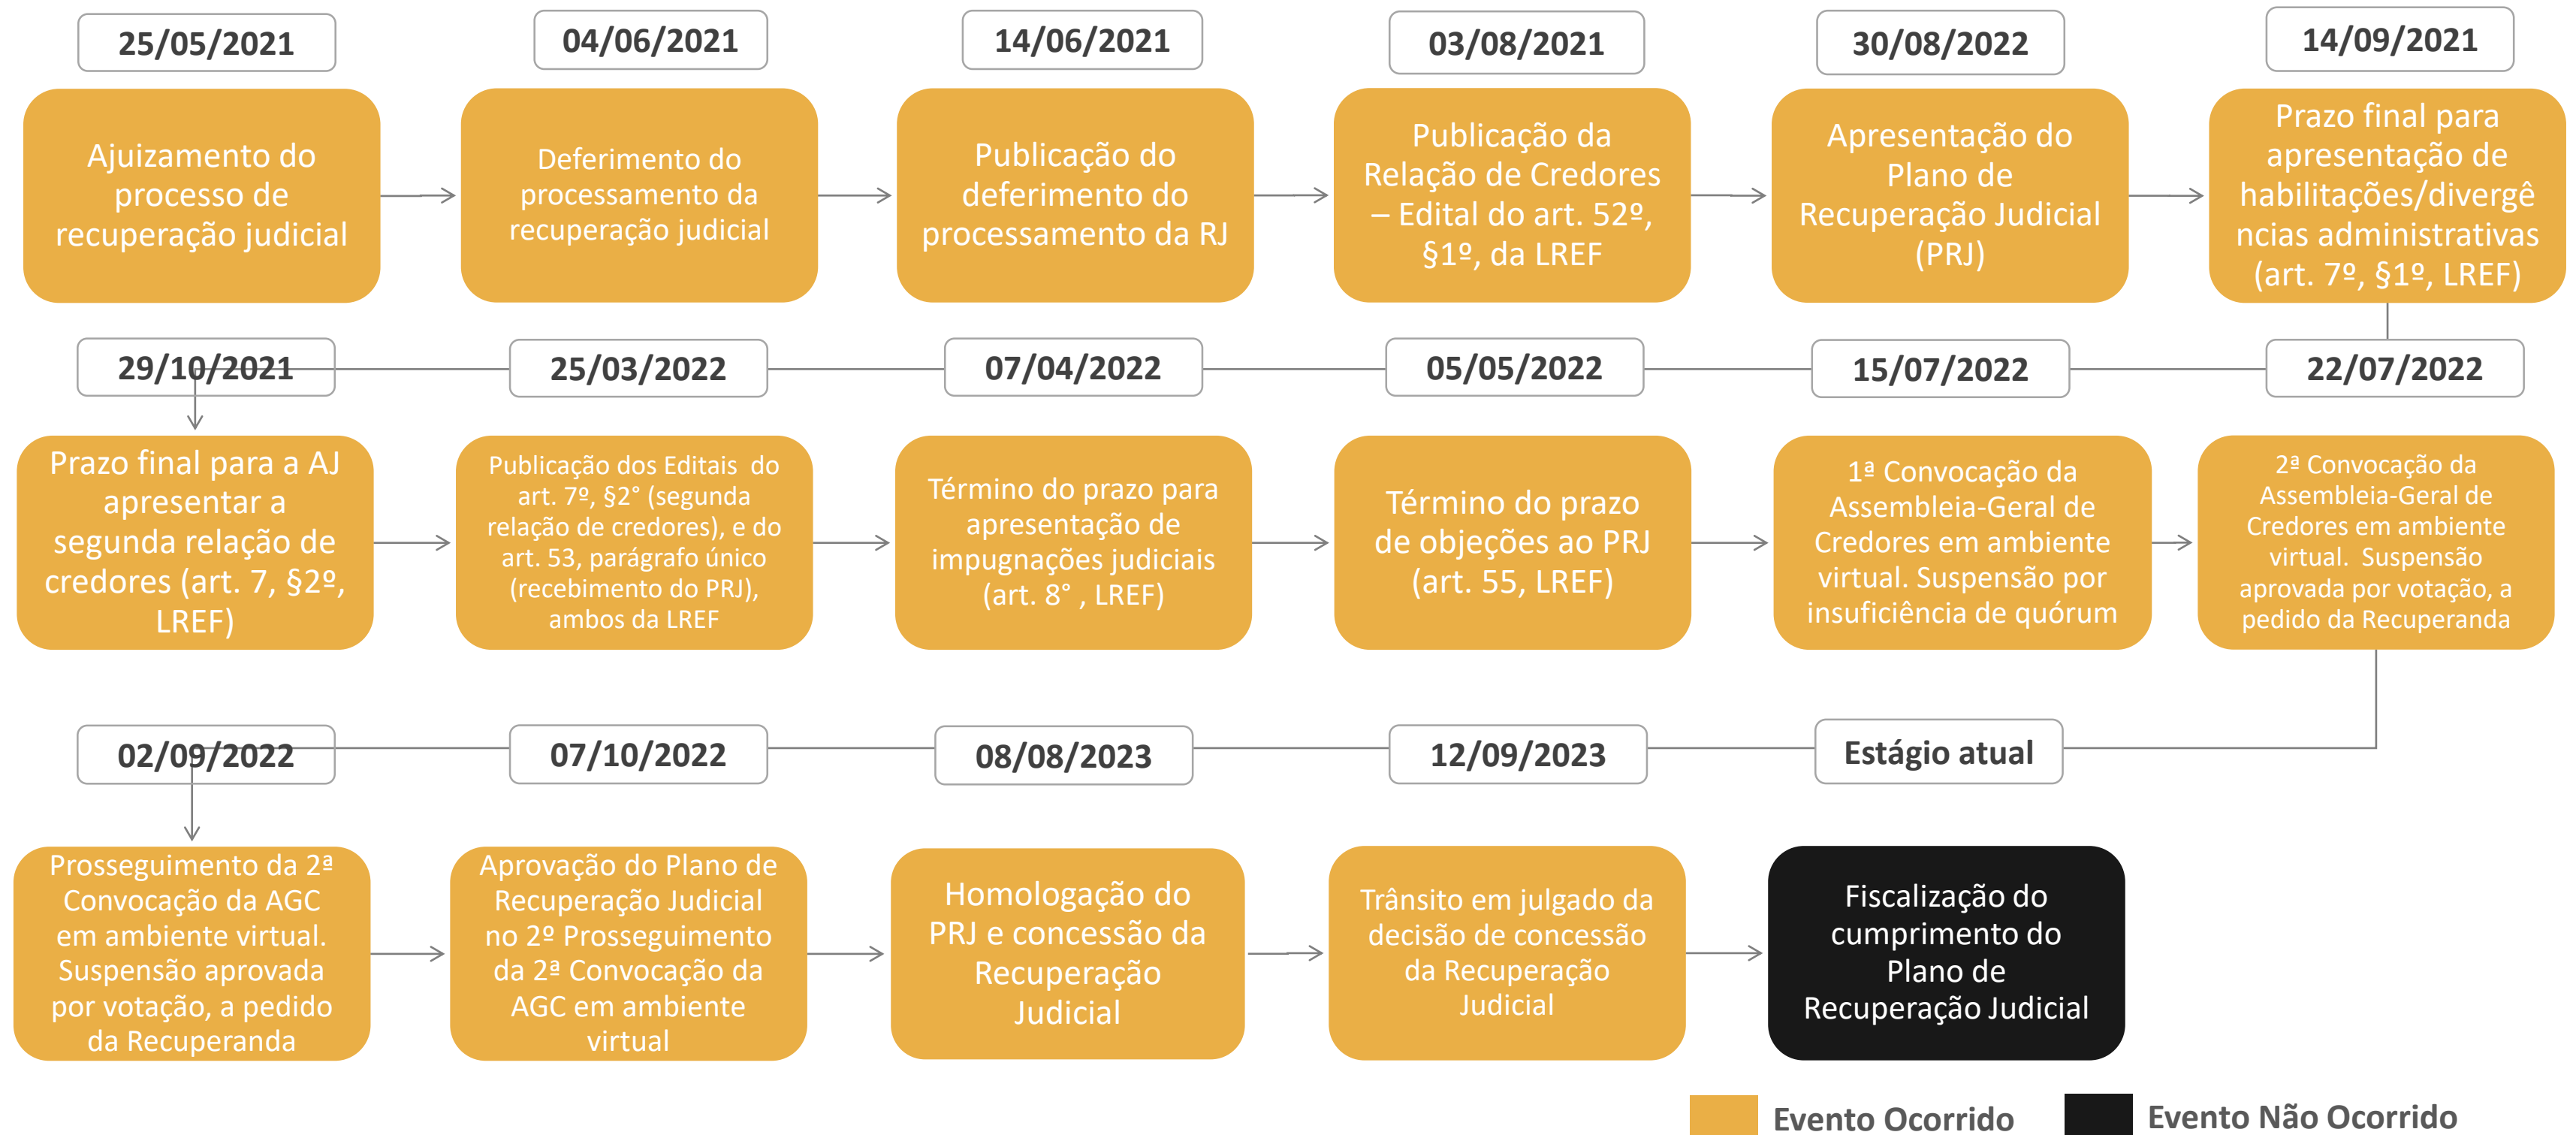 25/05/2021
04/06/2021
14/06/2021
03/08/2021
30/08/2022
14/09/2021
Ajuizamento do
processo de
recuperação judicial
Deferimento do
processamento da
recuperação judicial
Publicação do
deferimento do
processamento da RJ
Publicação da
Relação de Credores
– Edital do art. 52º,
§1º, da LREF
Apresentação do
Plano de
Recuperação Judicial
(PRJ)
Prazo final para
apresentação de
habilitações/divergê
ncias administrativas
(art. 7º, §1º, LREF)
29/10/2021
25/03/2022
07/04/2022
05/05/2022
15/07/2022
22/07/2022
Prazo final para a AJ
apresentar a
segunda relação de
credores (art. 7, §2º,
LREF)
Publicação dos Editais do
art. 7º, §2° (segunda
relação de credores), e do
art. 53, parágrafo único
(recebimento do PRJ),
ambos da LREF
Término do prazo para
apresentação de
impugnações judiciais
(art. 8° , LREF)
Término do prazo
de objeções ao PRJ
(art. 55, LREF)
1ª Convocação da
Assembleia-Geral de
Credores em ambiente
virtual. Suspensão por
insuficiência de quórum
2ª Convocação da
Assembleia-Geral de
Credores em ambiente
virtual. Suspensão
aprovada por votação, a
pedido da Recuperanda
02/09/2022
07/10/2022
08/08/2023
12/09/2023
Estágio atual
Prosseguimento da 2ª
Convocação da AGC
em ambiente virtual.
Suspensão aprovada
por votação, a pedido
da Recuperanda
Aprovação do Plano de
Recuperação Judicial
no 2º Prosseguimento
da 2ª Convocação da
AGC em ambiente
virtual
Homologação do
PRJ e concessão da
Recuperação
Judicial
Trânsito em julgado da
decisão de concessão
da Recuperação
Judicial
Fiscalização do
cumprimento do
Plano de
Recuperação Judicial
Evento Ocorrido
Evento Não Ocorrido